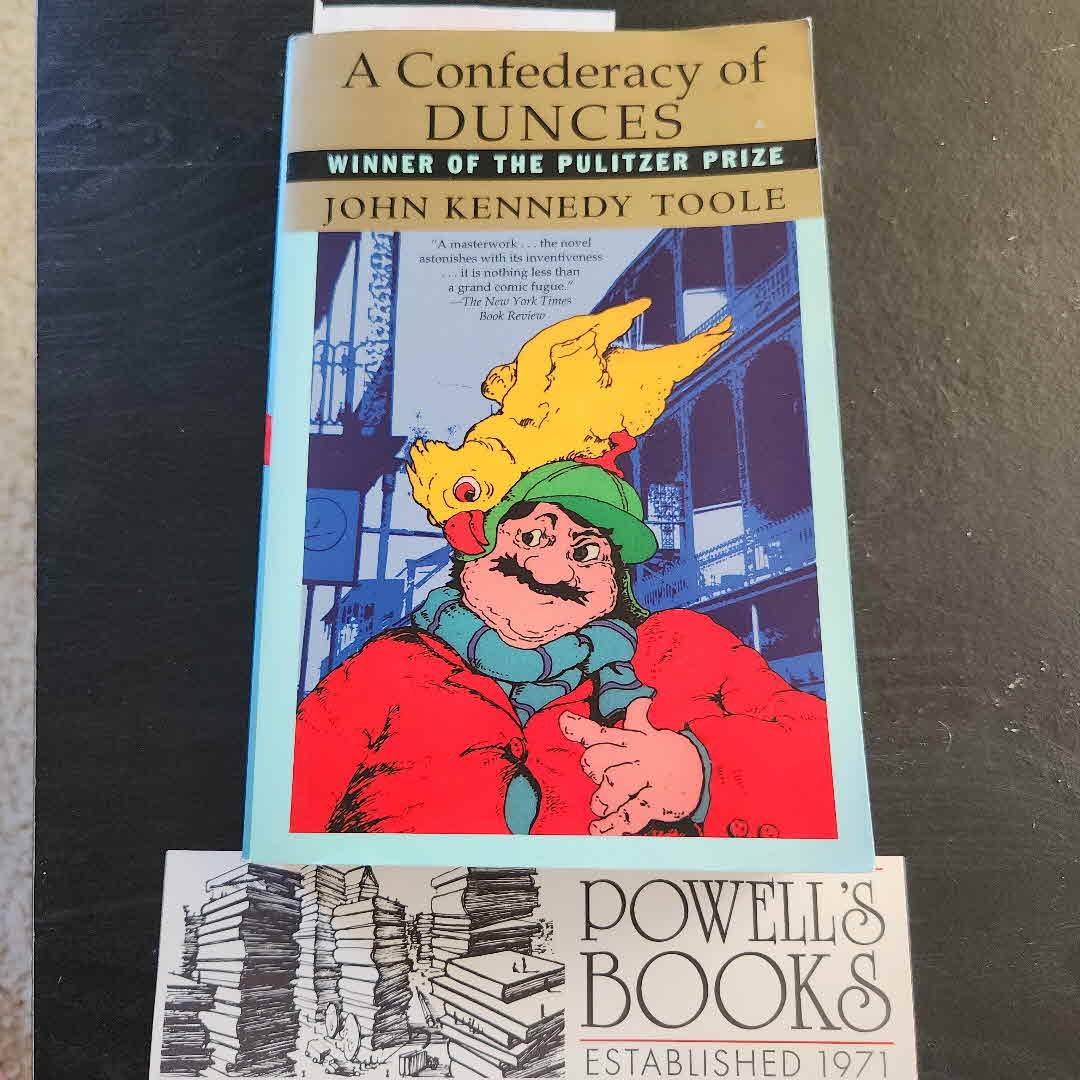 A Confederacy of
DUNCES
WINNER OF THE PULITZER PRIZE
JOHN KENNEDY TOOLE
"A masterwork . . . the novel
astonishes with its inventiveness
. . . it is nothing less than
a grand comic fugue."
—The New York Times
Book Review
POWELL'S
BOOKS
ESTABLISHED 1971